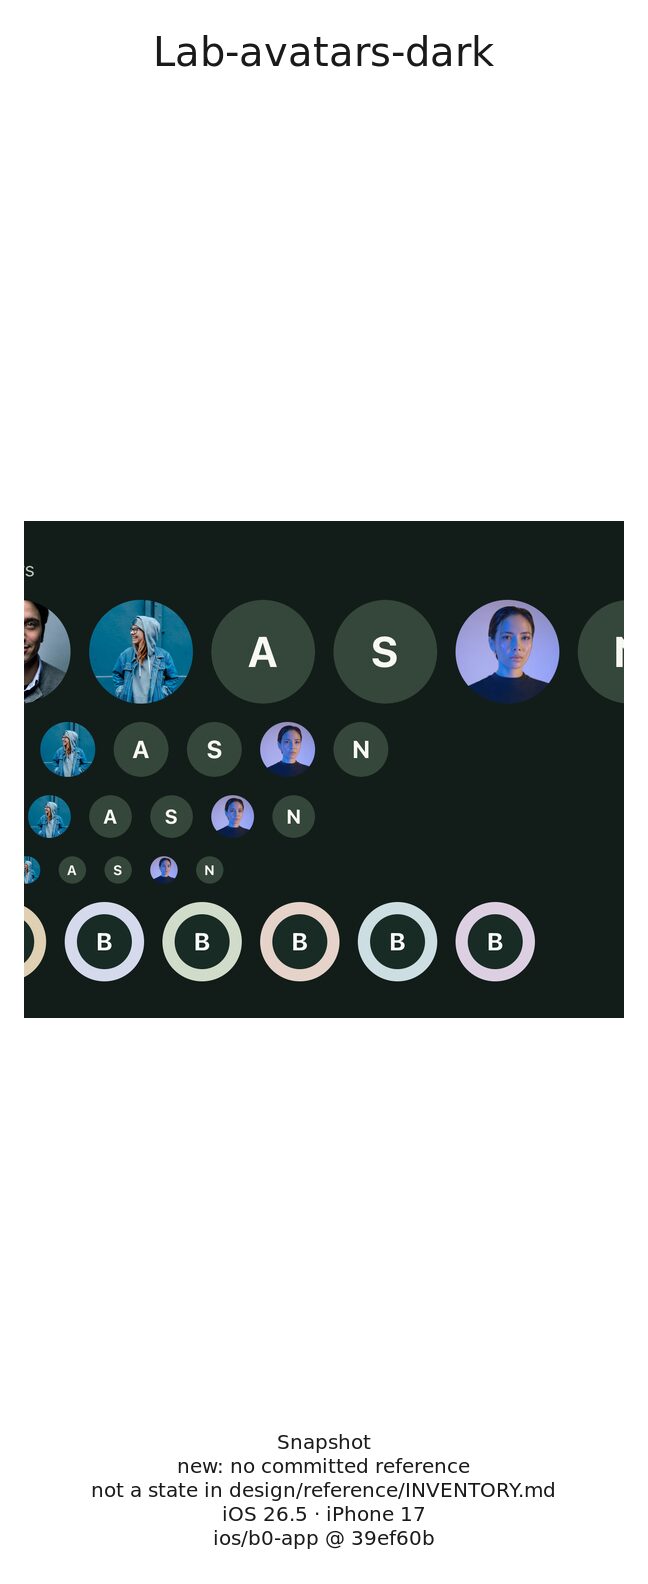 Lab-avatars-dark
S
A S N
A S N
A S N
A S N
B B B B B
Snapshot
new: no committed reference
not a state in design/reference/INVENTORY.md
iOS 26.5 · iPhone 17
ios/b0-app @ 39ef60b